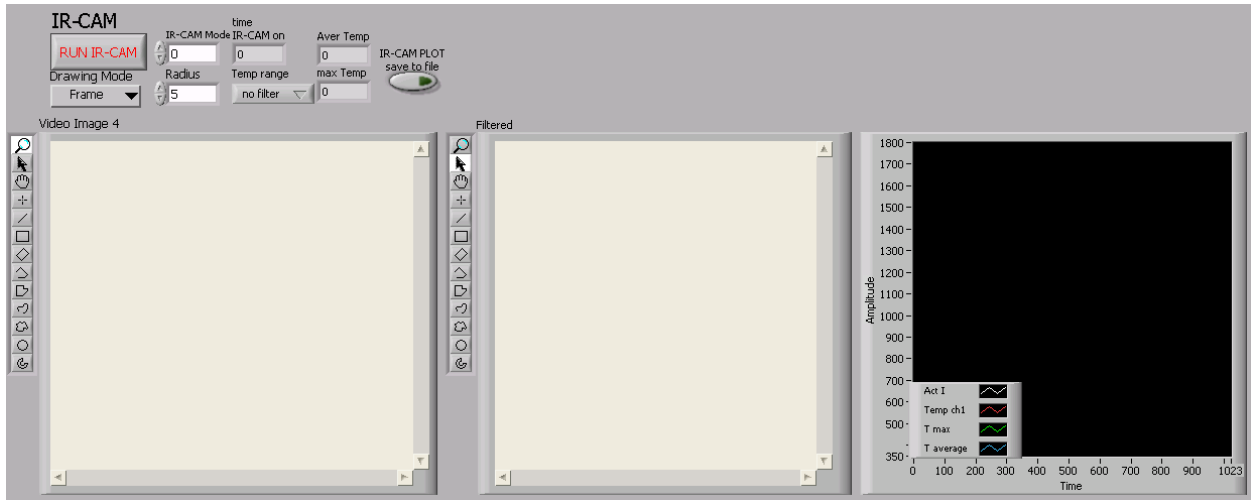 IR-CAM
RUN IR-CAM
IR-CAM Mode
0
time
IR-CAM on
0
Aver Temp
0
IR-CAM PLOT
save to file
Drawing Mode
Frame
Radius
5
Temp range
no filter
max Temp
0
Video Image 4
Filtered
1800
1700
1600
1500
1400
1300
1200
1100
1000
900
800
700
600
500
350
Amplitude
Act I
Temp ch1
T max
T average
0 100 200 300 400 500 600 700 800 900 1023
Time